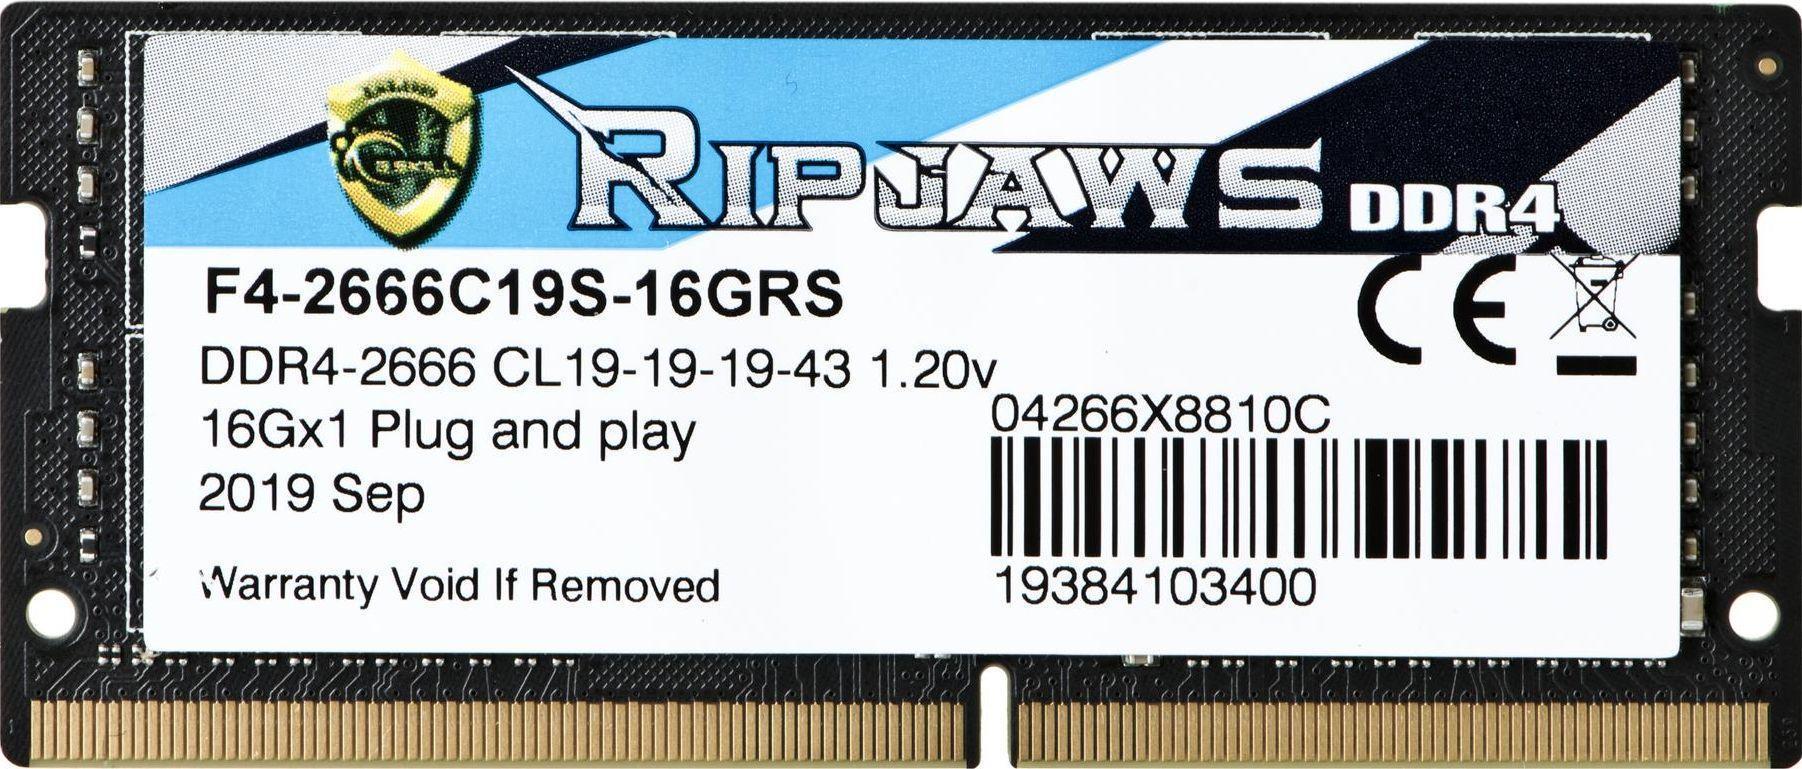 RIPJAWS DDR4
F4-2666C19S-16GRS
DDR4-2666 CL19-19-19-43 1.20v
16Gx1 Plug and play
2019 Sep
Warranty Void If Removed
CE
04266X8810C
19384103400